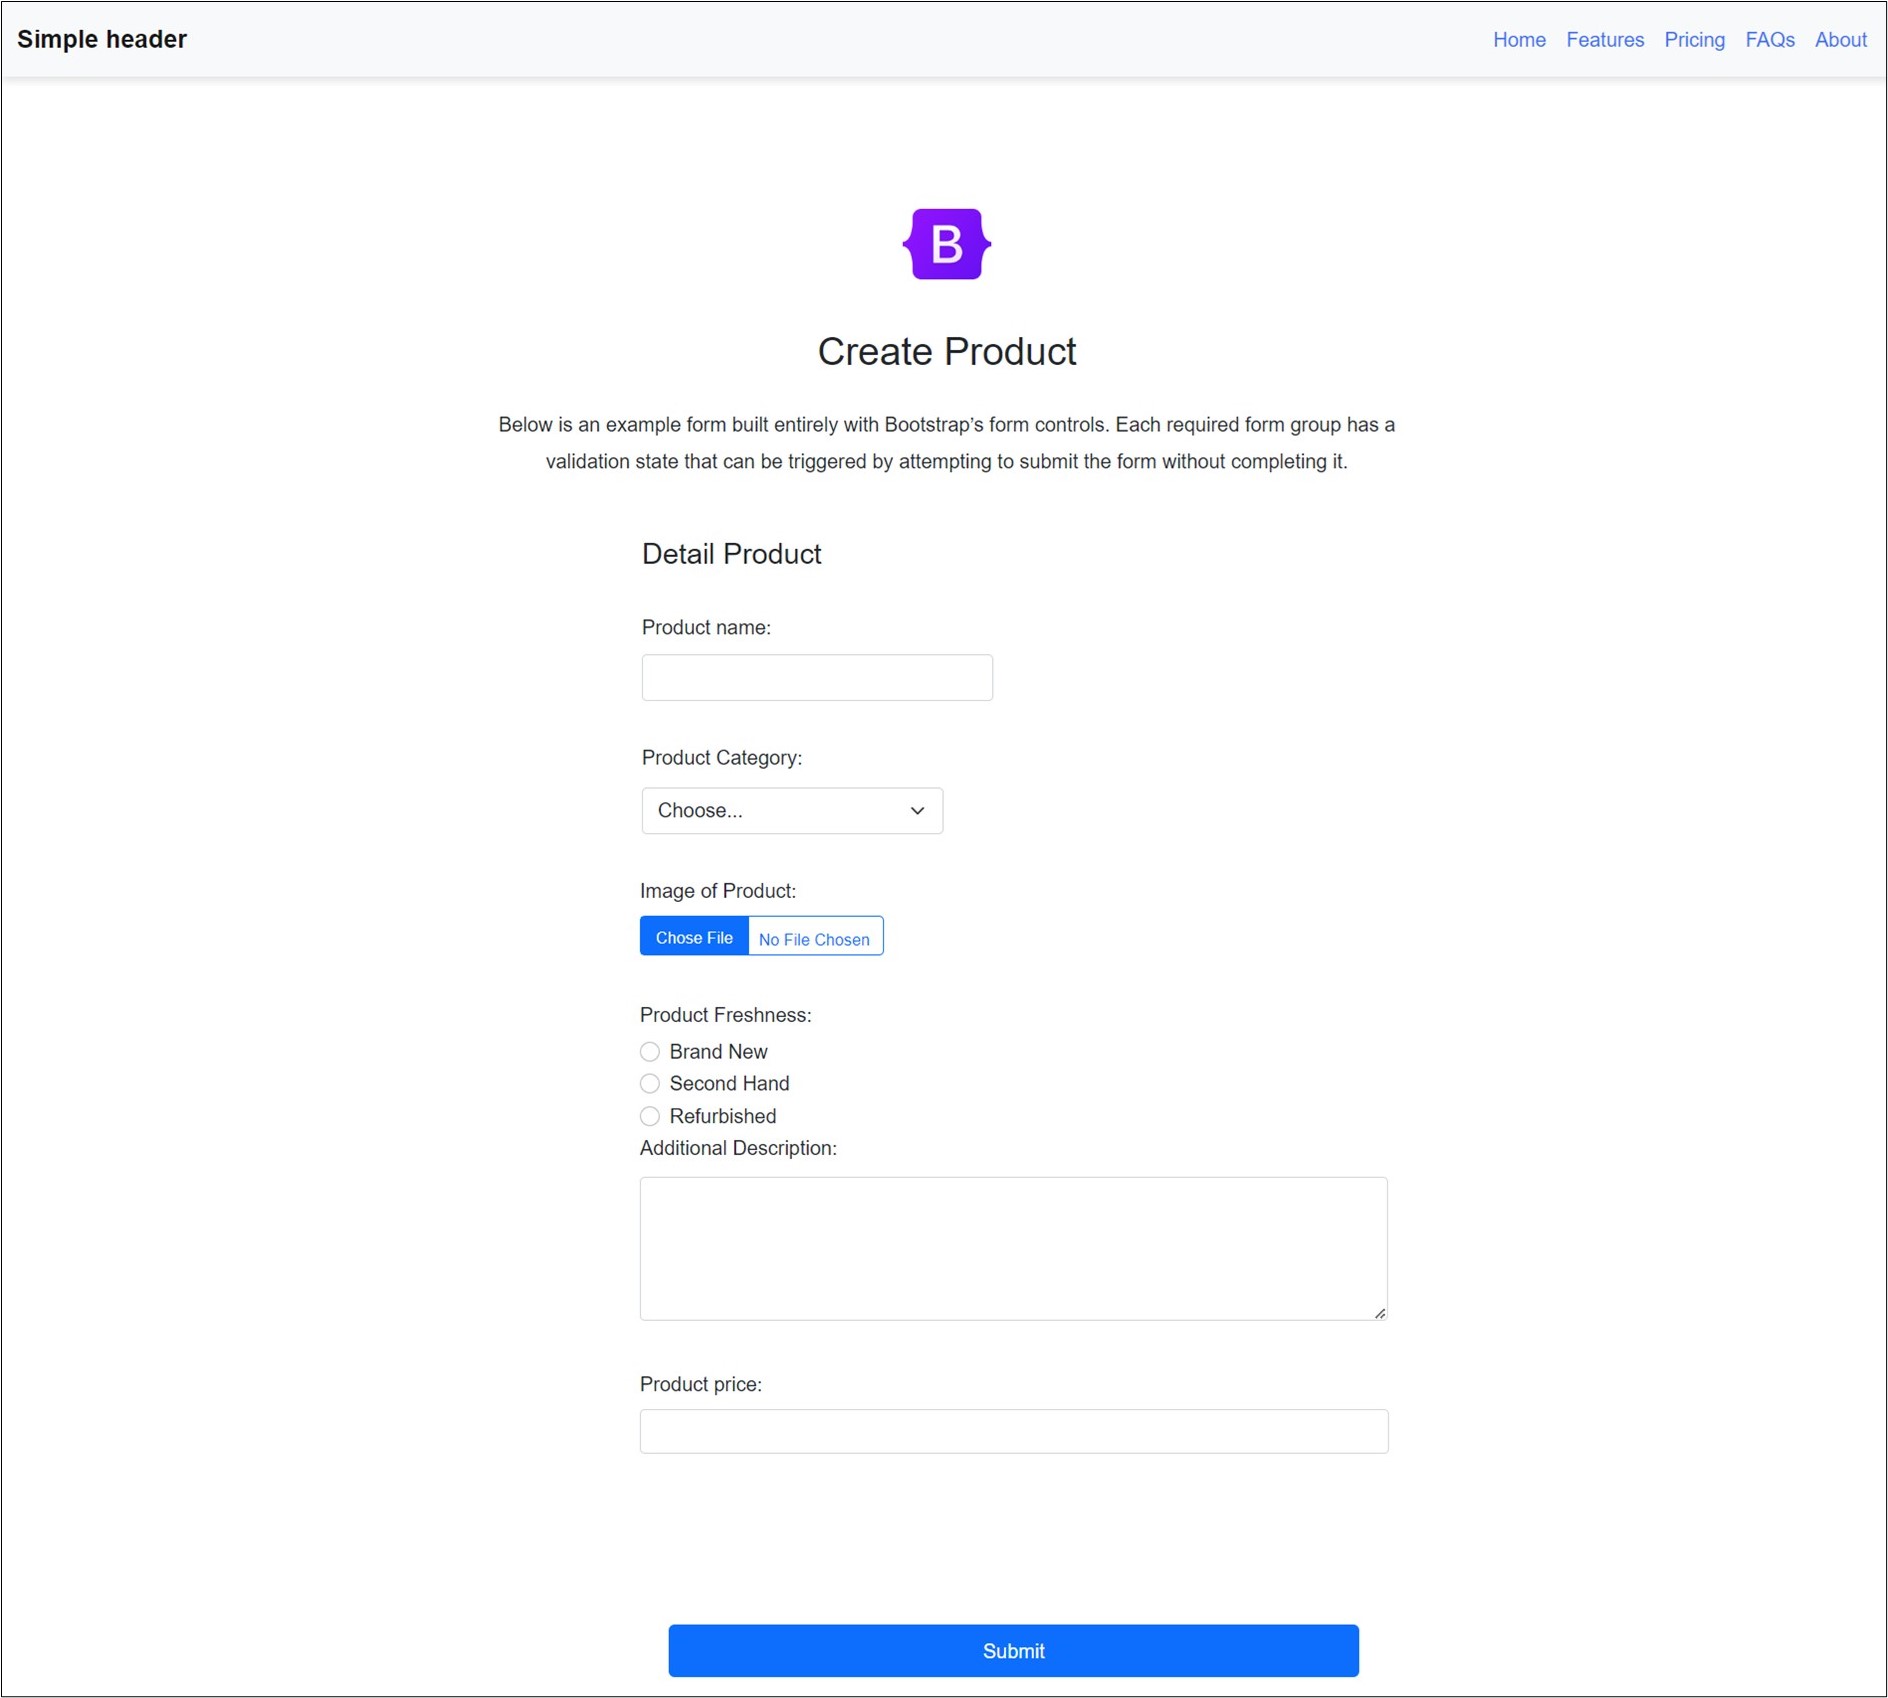 Simple header
Home Features Pricing FAQs About
B
Create Product
Below is an example form built entirely with Bootstrap’s form controls. Each required form group has a
validation state that can be triggered by attempting to submit the form without completing it.
Detail Product
Product name:
Product Category:
Choose...
Image of Product:
Chose File No File Chosen
Product Freshness:
Brand New
Second Hand
Refurbished
Additional Description:
Product price:
Submit